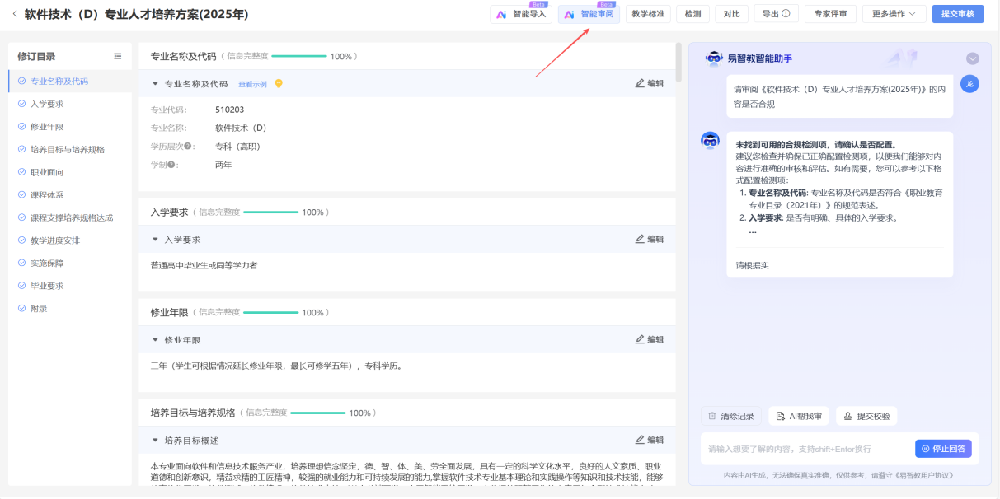 软件技术（D）专业人才培养方案(2025年)
智能导入 Beta
智能审阅 Beta
教学标准
检测
对比
导出
专家评审
更多操作
提交审核
修订目录
专业名称及代码
入学要求
修业年限
培养目标与培养规格
职业面向
课程体系
课程支撑培养规格达成
教学进度安排
实施保障
毕业要求
附录
专业名称及代码（信息完整度 100%）
专业名称及代码 查看示例 编辑
专业代码： 510203
专业名称： 软件技术（D）
学历层次： 专科（高职）
学制： 两年
入学要求（信息完整度 100%）
入学要求 编辑
普通高中毕业生或同等学力者
修业年限（信息完整度 100%）
修业年限 编辑
三年（学生可根据情况延长修业年限，最长可修学五年），专科学历。
培养目标与培养规格（信息完整度 100%）
培养目标概述 编辑
本专业面向软件和信息技术服务产业，培养理想信念坚定，德、智、体、美、劳全面发展，具有一定的科学文化水平，良好的人文素质、职业
道德和创新意识，精益求精的工匠精神，较强的就业能力和可持续发展的能力,掌握软件技术专业基本理论和实践操作等知识和技术技能，能够
易智教智能助手
龙
请审阅《软件技术（D）专业人才培养方案(2025年)》的内
容是否合规
未找到可用的合规检测项，请确认是否配置。
建议您检查并确保已正确配置检测项，以便我们能够对内
容进行准确的审核和评估。如有需要，您可以参考以下格
式配置检测项：
1. 专业名称及代码: 专业名称及代码是否符合《职业教育
专业目录（2021年）》的规范表述。
2. 入学要求: 是否有明确、具体的入学要求。
...
请根据实
清除记录
AI帮我审
提交校验
请输入想要了解的内容，支持shift+Enter换行
停止回答
内容由AI生成，无法确保真实准确，仅供参考，请遵守《易智教用户协议》